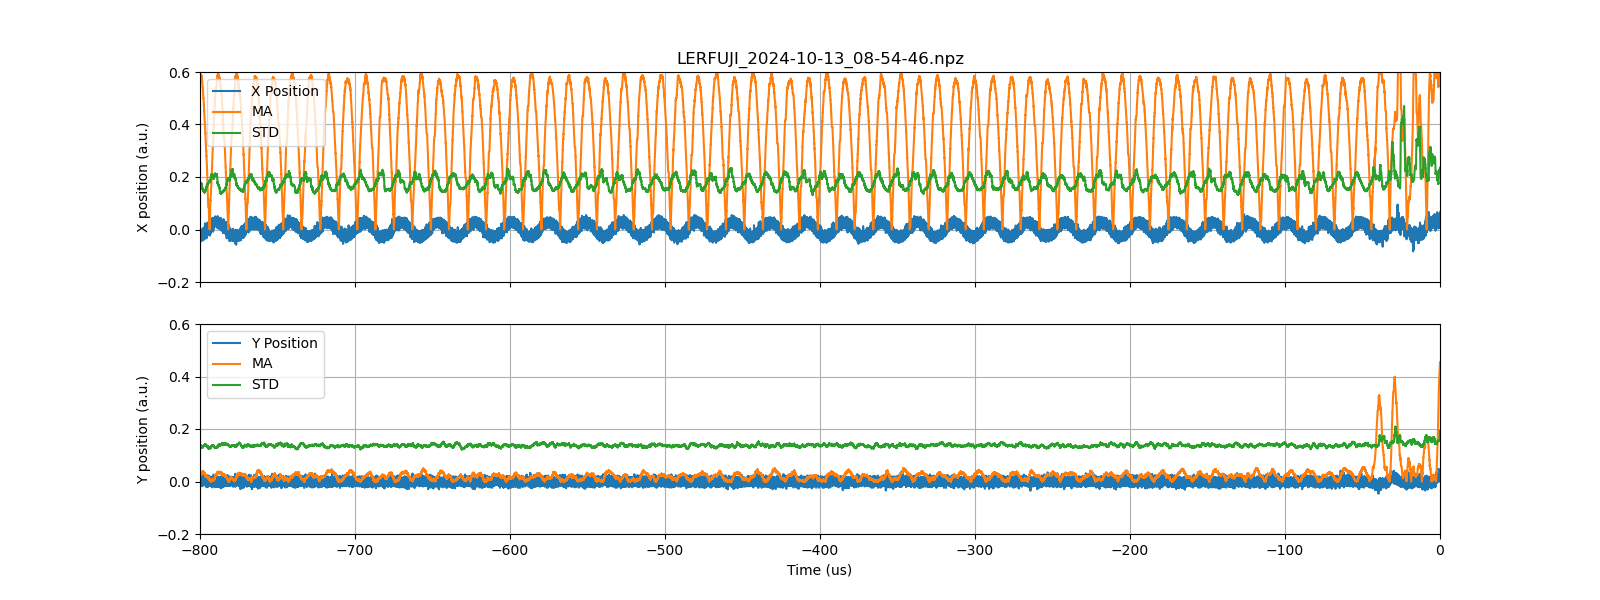 LERFUJI_2024-10-13_08-54-46.npz
X position (a.u.)
0.6
0.4
0.2
0.0
−0.2
X Position
MA
STD
Y position (a.u.)
0.6
0.4
0.2
0.0
−0.2
Y Position
MA
STD
−800 −700 −600 −500 −400 −300 −200 −100 0
Time (us)